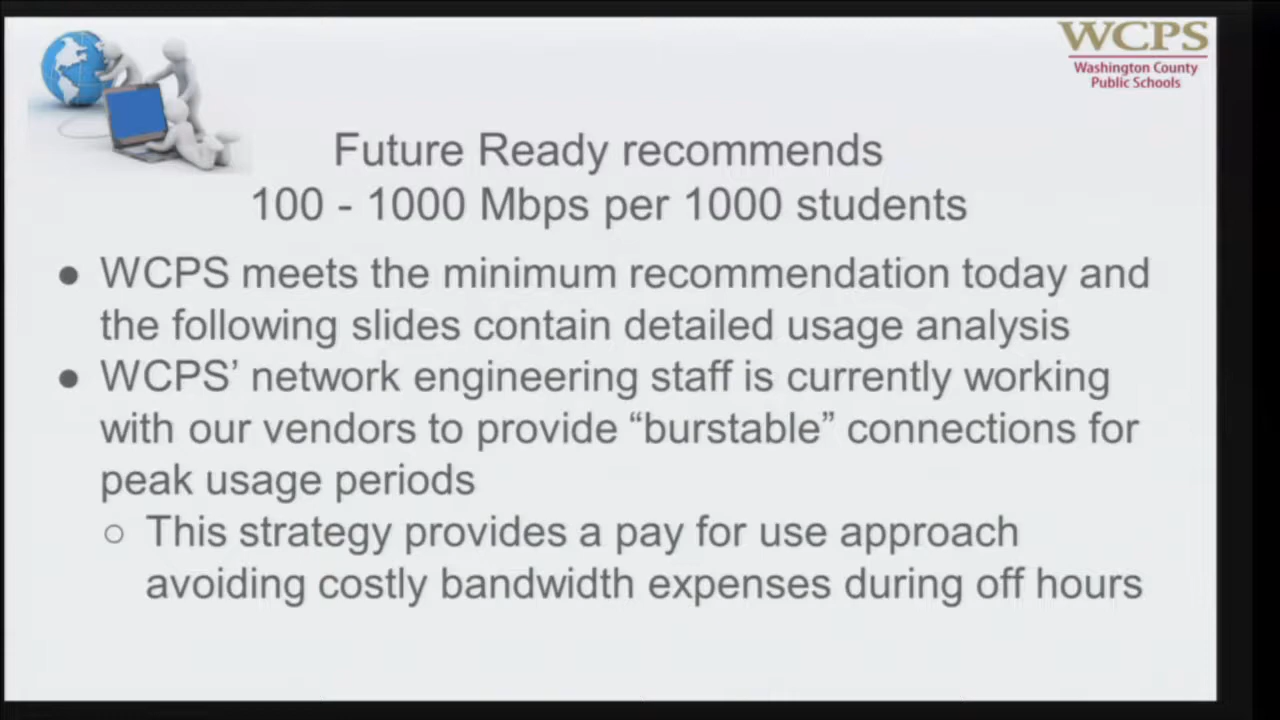 WCPS
Washington County
Public Schools
Future Ready recommends
100 - 1000 Mbps per 1000 students
● WCPS meets the minimum recommendation today and
the following slides contain detailed usage analysis
● WCPS’ network engineering staff is currently working
with our vendors to provide “burstable” connections for
peak usage periods
○ This strategy provides a pay for use approach
avoiding costly bandwidth expenses during off hours